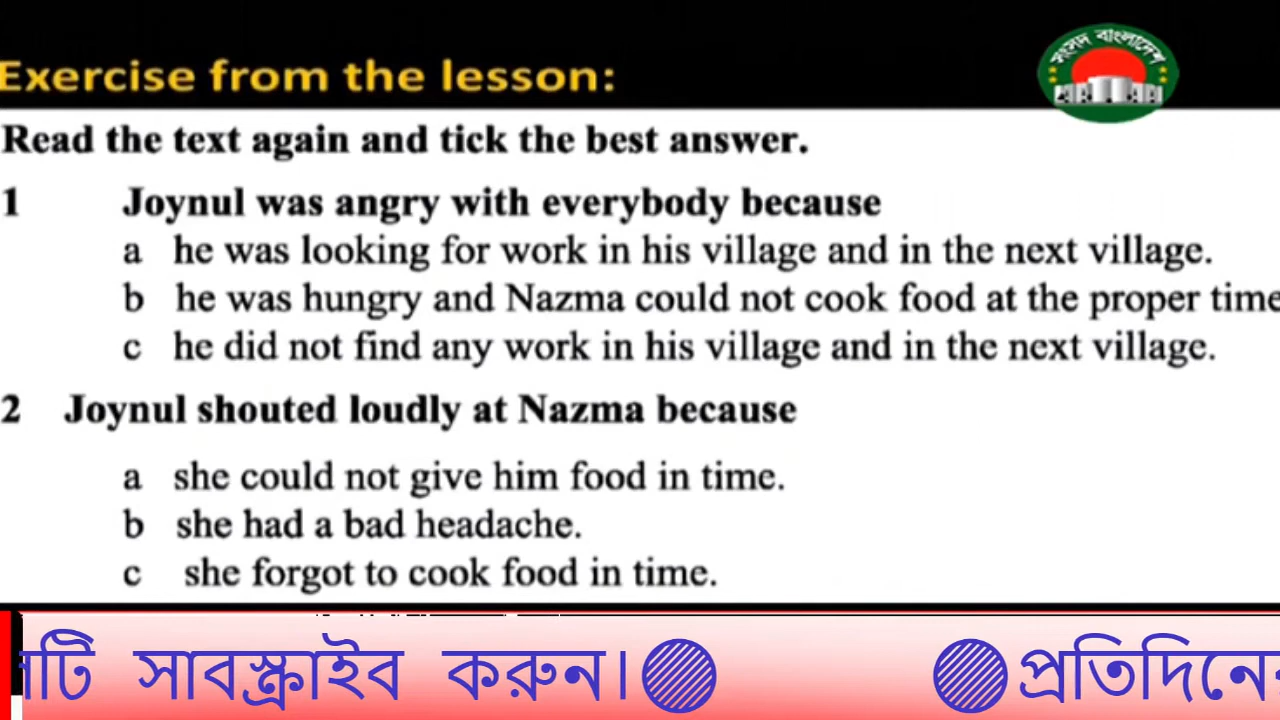 সংসদ বাংলাদেশ
Exercise from the lesson:
Read the text again and tick the best answer.
1 Joynul was angry with everybody because
a he was looking for work in his village and in the next village.
b he was hungry and Nazma could not cook food at the proper time
c he did not find any work in his village and in the next village.
2 Joynul shouted loudly at Nazma because
a she could not give him food in time.
b she had a bad headache.
c she forgot to cook food in time.
সাবস্ক্রাইব করুন। প্রতিদিনের